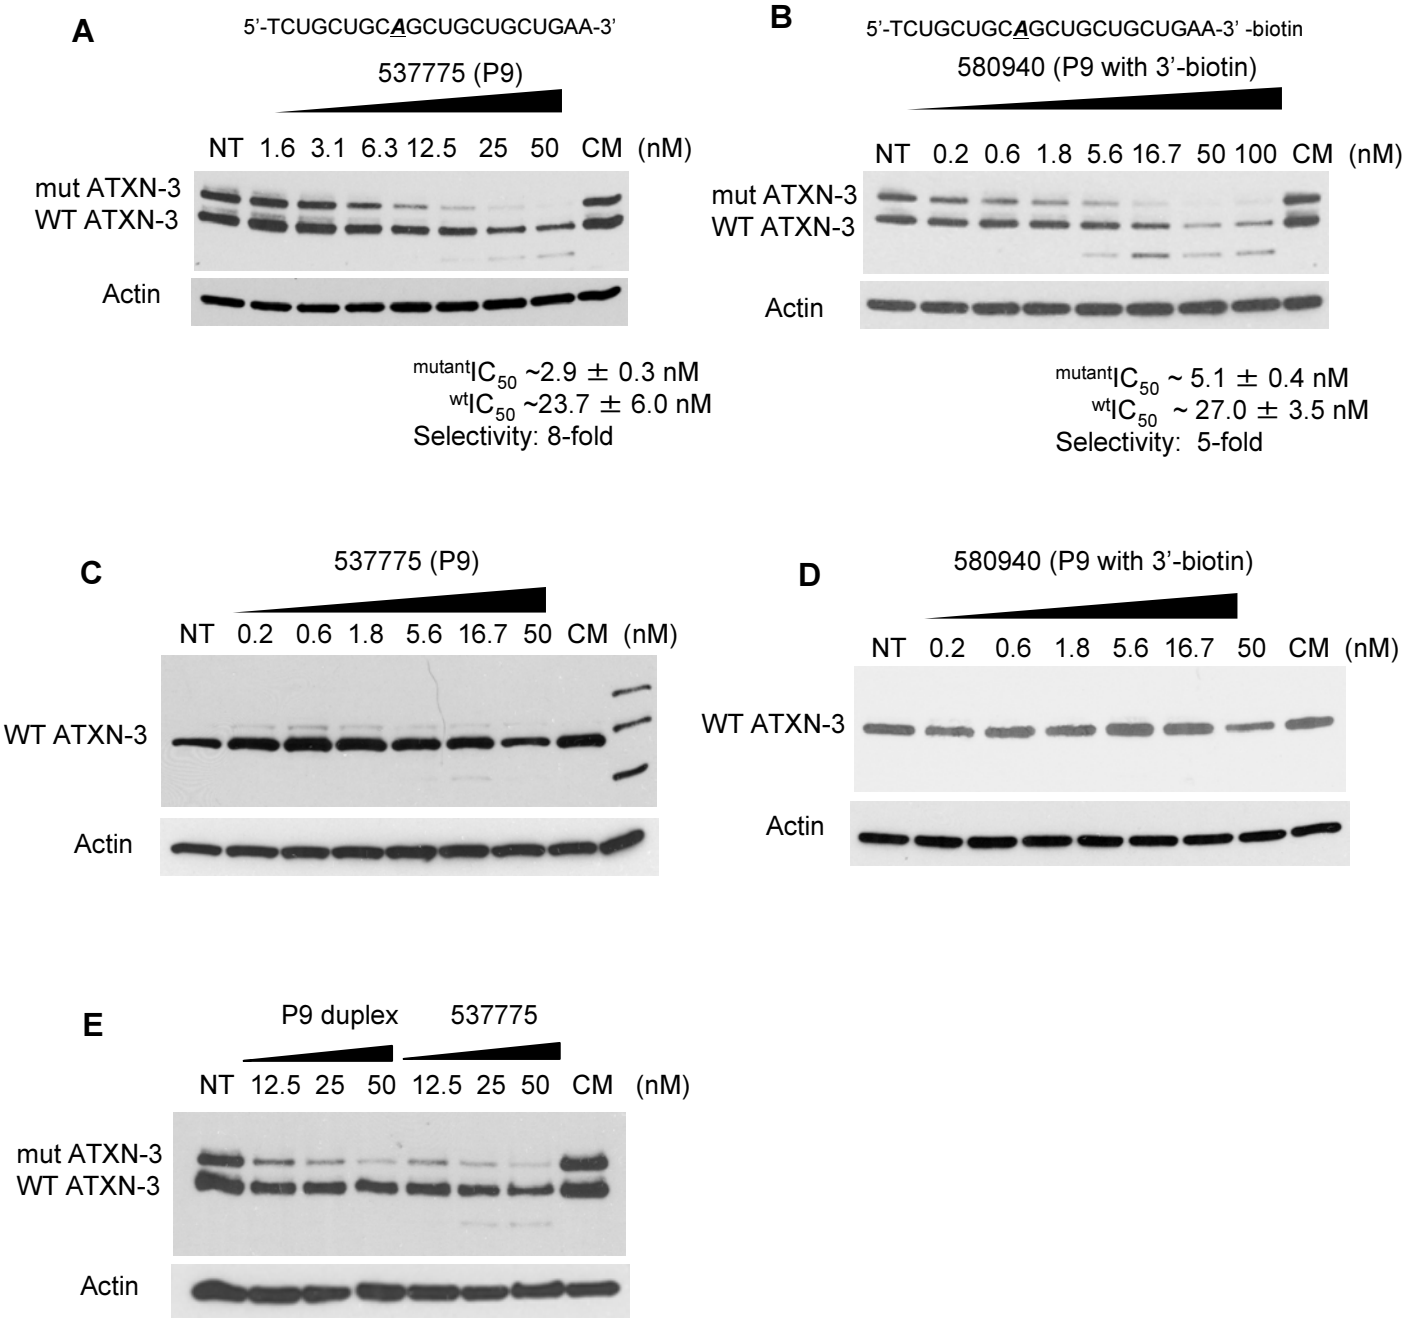 A
5'-TCUGCUGCAGCUGCUGCUGAA-3'
537775 (P9)
NT 1.6 3.1 6.3 12.5 25 50 CM (nM)
mut ATXN-3
WT ATXN-3
Actin
mutantIC50 ~2.9 ± 0.3 nM
wtIC50 ~23.7 ± 6.0 nM
Selectivity: 8-fold
B
5'-TCUGCUGCAGCUGCUGCUGAA-3' -biotin
580940 (P9 with 3'-biotin)
NT 0.2 0.6 1.8 5.6 16.7 50 100 CM (nM)
mut ATXN-3
WT ATXN-3
Actin
mutantIC50 ~ 5.1 ± 0.4 nM
wtIC50 ~ 27.0 ± 3.5 nM
Selectivity: 5-fold
C
537775 (P9)
NT 0.2 0.6 1.8 5.6 16.7 50 CM (nM)
WT ATXN-3
Actin
D
580940 (P9 with 3'-biotin)
NT 0.2 0.6 1.8 5.6 16.7 50 CM (nM)
WT ATXN-3
Actin
E
P9 duplex 537775
NT 12.5 25 50 12.5 25 50 CM (nM)
mut ATXN-3
WT ATXN-3
Actin